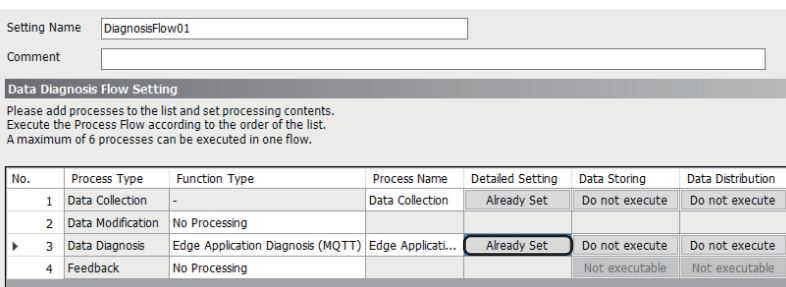 Setting Name DiagnosisFlow01
Comment
Data Diagnosis Flow Setting
Please add processes to the list and set processing contents.
Execute the Process Flow according to the order of the list.
A maximum of 6 processes can be executed in one flow.
No. Process Type Function Type Process Name Detailed Setting Data Storing Data Distribution
1 Data Collection - Data Collection Already Set Do not execute Do not execute
2 Data Modification No Processing
3 Data Diagnosis Edge Application Diagnosis (MQTT) Edge Applicati... Already Set Do not execute Do not execute
4 Feedback No Processing Not executable Not executable